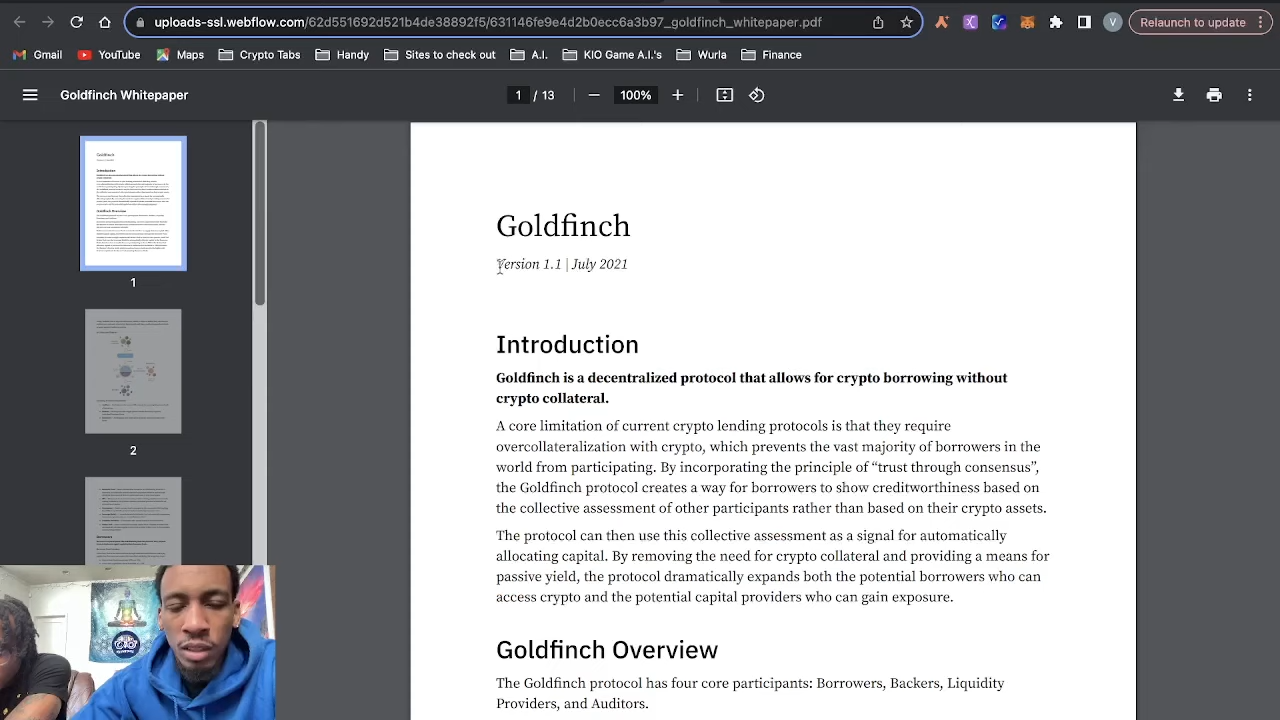 uploads-ssl.webflow.com/62d551692d521b4de38892f5/631146fe9e4d2b0ecc6a3b97_goldfinch_whitepaper.pdf
V
Relaunch to update
Gmail
YouTube
Maps
Crypto Tabs
Handy
Sites to check out
A.I.
KIO Game A.I.'s
Wurla
Finance
Goldfinch Whitepaper
1 / 13
100%
1
2
Goldfinch
Version 1.1 | July 2021
Introduction
Goldfinch is a decentralized protocol that allows for crypto borrowing without
crypto collateral.
A core limitation of current crypto lending protocols is that they require
overcollateralization with crypto, which prevents the vast majority of borrowers in the
world from participating. By incorporating the principle of “trust through consensus”,
the Goldfinch protocol creates a way for borrowers to show creditworthiness based on
the collective assessment of other participants rather than based on their crypto assets.
The protocol can then use this collective assessment as a signal for automatically
allocating capital. By removing the need for crypto collateral and providing a means for
passive yield, the protocol dramatically expands both the potential borrowers who can
access crypto and the potential capital providers who can gain exposure.
Goldfinch Overview
The Goldfinch protocol has four core participants: Borrowers, Backers, Liquidity
Providers, and Auditors.